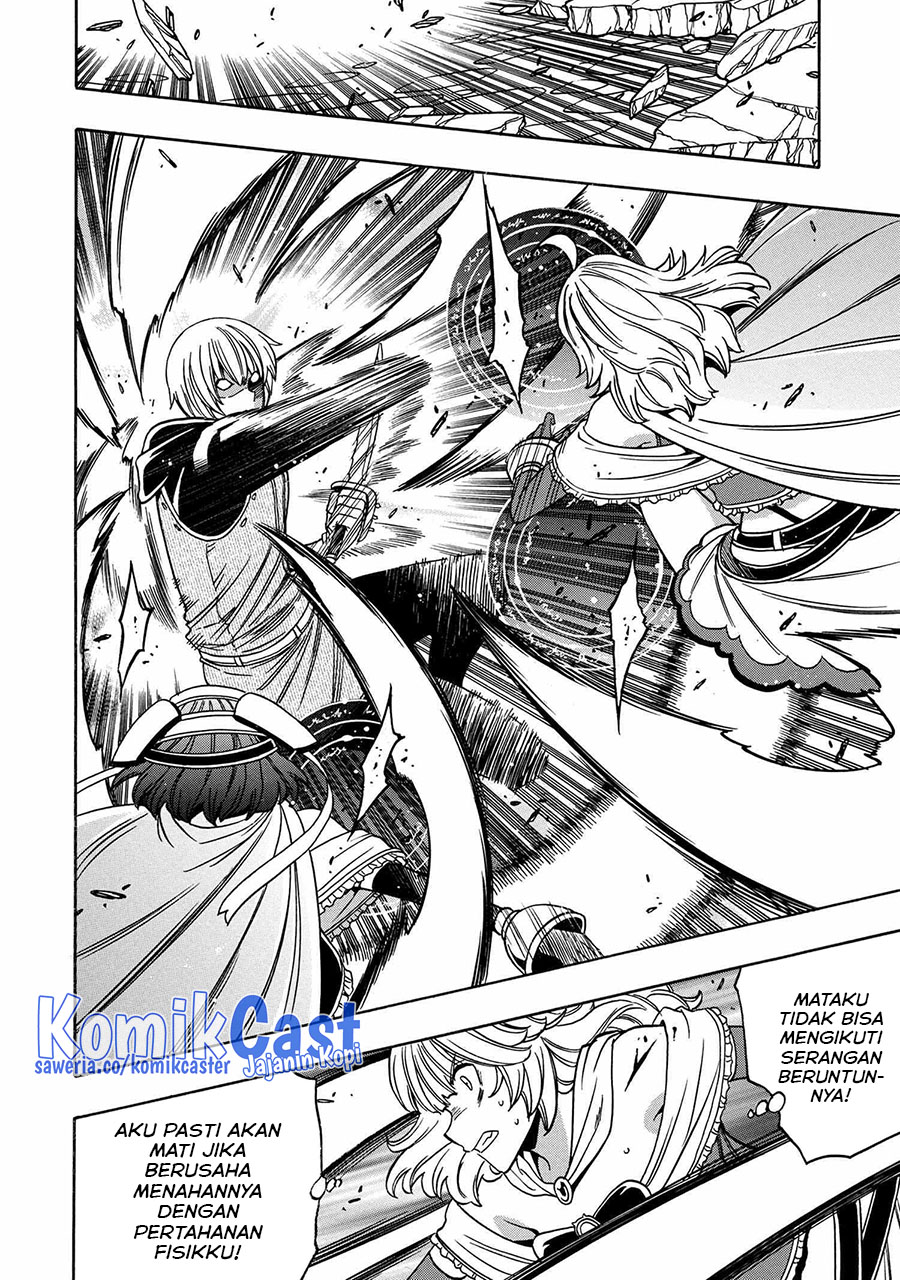 MATAKU
TIDAK BISA
MENGIKUTI
SERANGAN
BERUNTUN-
NYA!
AKU PASTI AKAN
MATI JIKA
BERUSAHA
MENAHANNYA
DENGAN
PERTAHANAN
FISIKKU!
KomikCast
saweria.co/komikcaster Jajanin Kopi